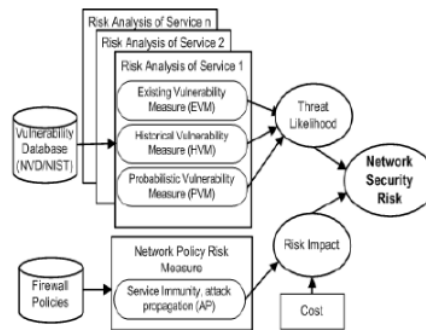 Risk Analysis of Service n
Risk Analysis of Service 2
Risk Analysis of Service 1
Existing Vulnerability
Measure (EVM)
Historical Vulnerability
Measure (HVM)
Probabilistic Vulnerability
Measure (PVM)
Vulnerability
Database
(NVD/NIST)
Threat
Likelihood
Network
Security
Risk
Network Policy Risk
Measure
Service Immunity, attack
propagation (AP)
Firewall
Policies
Risk Impact
Cost